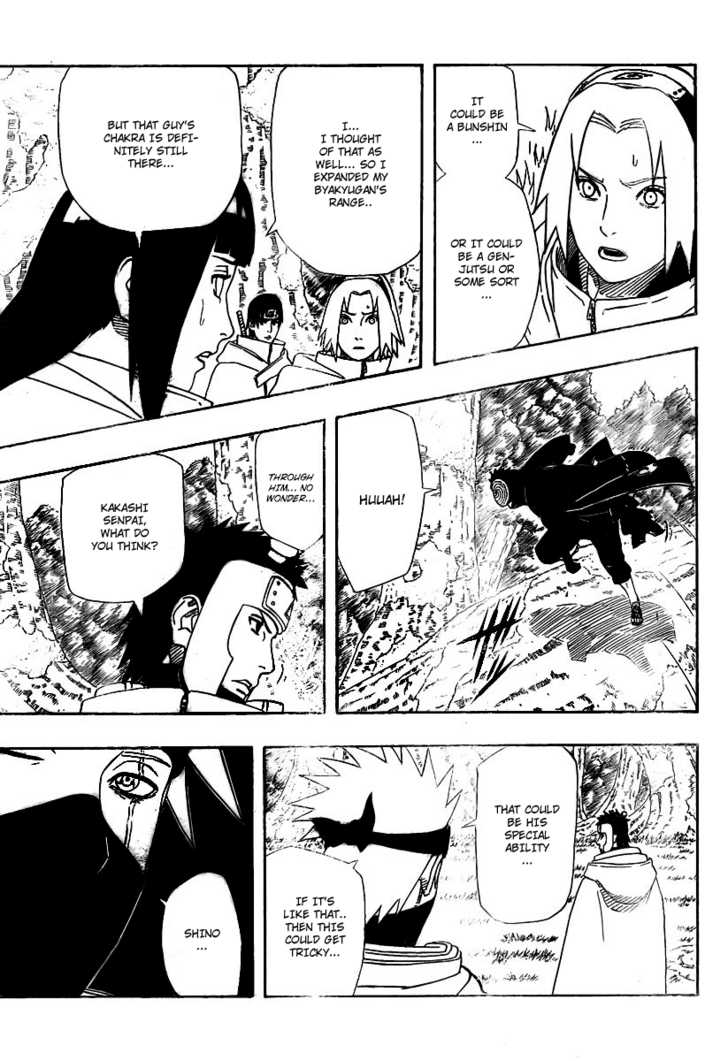 IT
COULD BE
A BUNSHIN
...
OR IT COULD
BE A GEN-
JUTSU OR
SOME SORT
...
I...
I THOUGHT
OF THAT AS
WELL... SO I
EXPANDED MY
BYAKYUGAN'S
RANGE..
BUT THAT GUY'S
CHAKRA IS DEFI-
NITELY STILL
THERE...
HUUAH!
THROUGH
HIM... NO
WONDER...
KAKASHI
SENPAI,
WHAT DO
YOU THINK?
THAT COULD
BE HIS
SPECIAL
ABILITY
...
IF IT'S
LIKE THAT..
THEN THIS
COULD GET
TRICKY...
SHINO
...